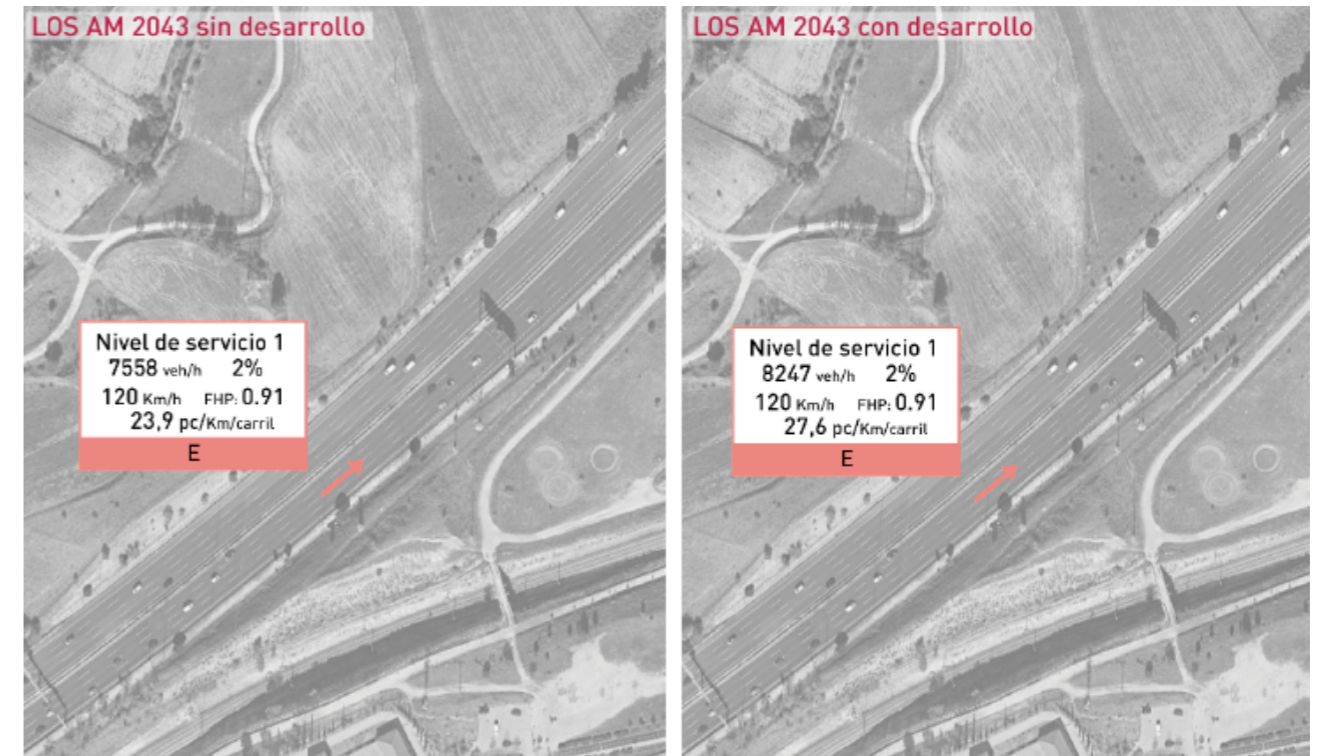 LOS AM 2043 sin desarrollo
Nivel de servicio 1
7558 veh/h 2%
120 Km/h FHP: 0.91
23,9 pc/Km/carril
E
LOS AM 2043 con desarrollo
Nivel de servicio 1
8247 veh/h 2%
120 Km/h FHP: 0.91
27,6 pc/Km/carril
E